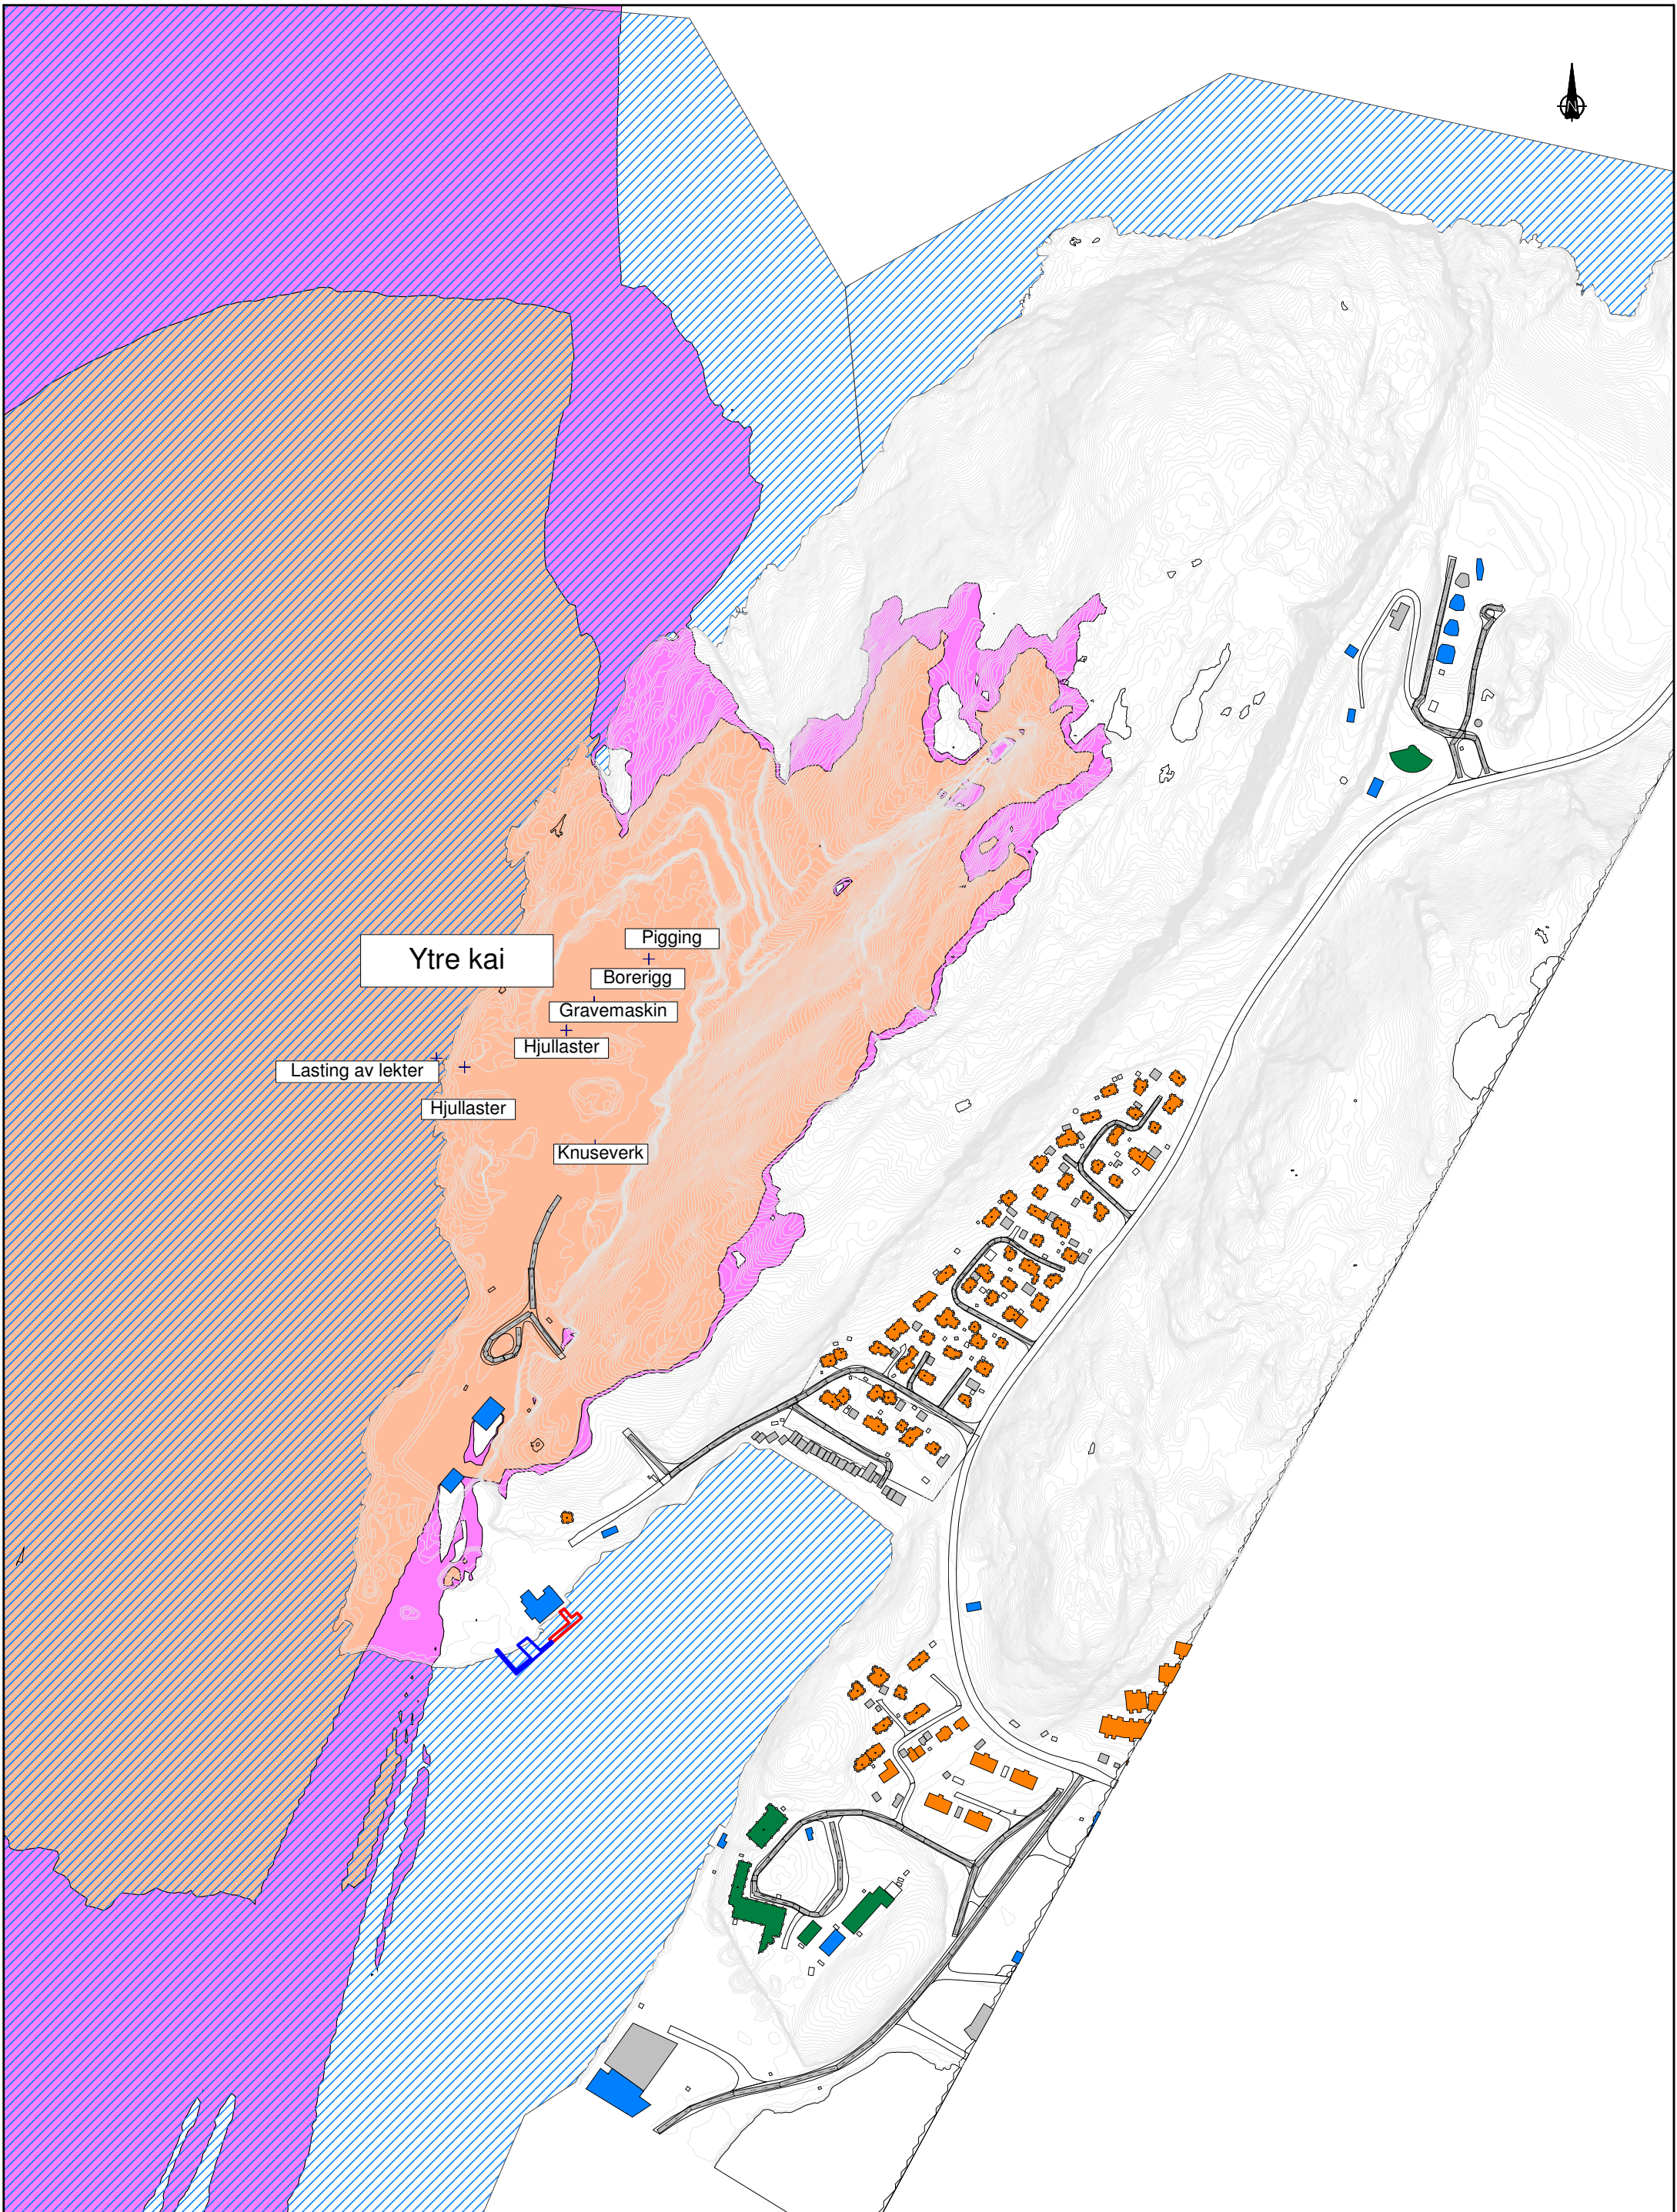 N
Pigging
Ytre kai
Borerigg
Gravemaskin
Hjullaster
Lasting av lekter
Hjullaster
Knuseverk